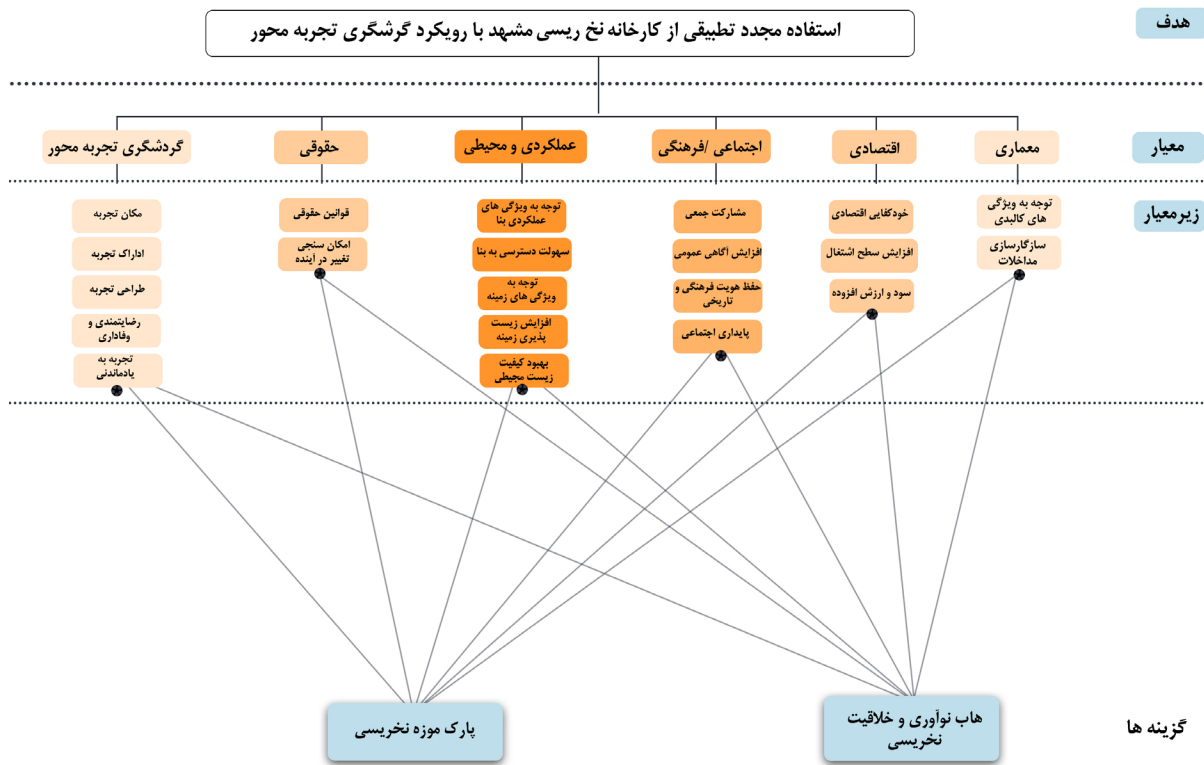 هدف
استفاده مجدد تطبیقی از کارخانه نخ ریسی مشهد با رویکرد گرشگری تجربه محور
معیار
معماری
اقتصادی
اجتماعی /فرهنگی
عملکردی و محیطی
حقوقی
گردشگری تجربه محور
زیرمعیار
توجه به ویژگی
های کالبدی
سازگارسازی
مداخلات
خودکفایی اقتصادی
افزایش سطح اشتغال
سود و ارزش افزوده
مشارکت جمعی
افزایش آگاهی عمومی
حفظ هویت فرهنگی و
تاریخی
پایداری اجتماعی
توجه به ویژگی های
عملکردی بنا
سهولت دسترسی به بنا
توجه به
ویژگی های زمینه
افزایش زیست
پذیری زمینه
بهبود کیفیت
زیست محیطی
قوانین حقوقی
امکان سنجی
تغییر در آینده
مکان تجربه
ادراک تجربه
طراحی تجربه
رضایتمندی و
وفاداری
تجربه به
یادماندنی
گزینه ها
هاب نوآوری و خلاقیت
نخریسی
پارک موزه نخریسی